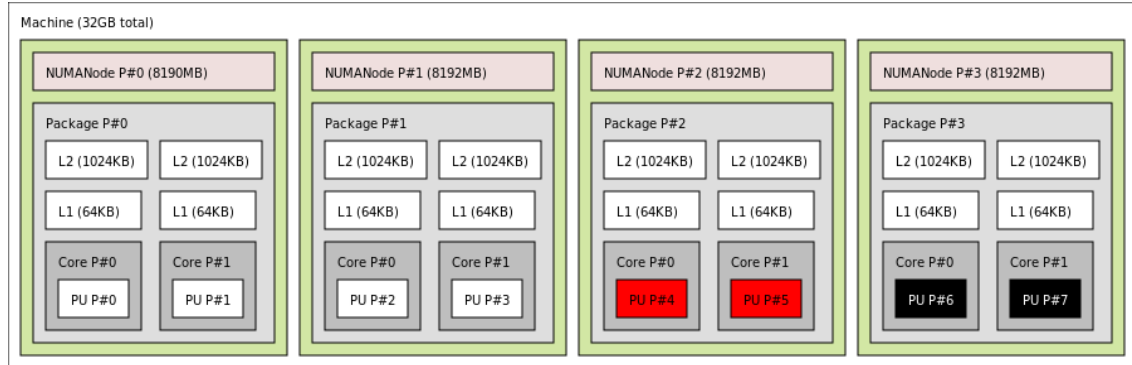 Machine (32GB total)
NUMANode P#0 (8190MB)
Package P#0
L2 (1024KB) L2 (1024KB)
L1 (64KB) L1 (64KB)
Core P#0 Core P#1
PU P#0 PU P#1
NUMANode P#1 (8192MB)
Package P#1
L2 (1024KB) L2 (1024KB)
L1 (64KB) L1 (64KB)
Core P#0 Core P#1
PU P#2 PU P#3
NUMANode P#2 (8192MB)
Package P#2
L2 (1024KB) L2 (1024KB)
L1 (64KB) L1 (64KB)
Core P#0 Core P#1
PU P#4 PU P#5
NUMANode P#3 (8192MB)
Package P#3
L2 (1024KB) L2 (1024KB)
L1 (64KB) L1 (64KB)
Core P#0 Core P#1
PU P#6 PU P#7